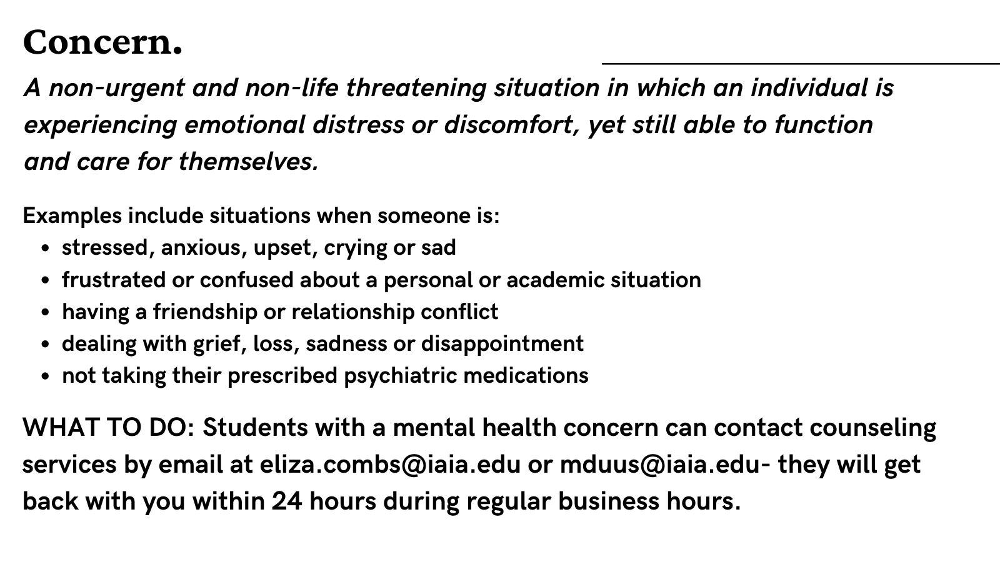 Concern.
A non-urgent and non-life threatening situation in which an individual is
experiencing emotional distress or discomfort, yet still able to function
and care for themselves.
Examples include situations when someone is:
• stressed, anxious, upset, crying or sad
• frustrated or confused about a personal or academic situation
• having a friendship or relationship conflict
• dealing with grief, loss, sadness or disappointment
• not taking their prescribed psychiatric medications
WHAT TO DO: Students with a mental health concern can contact counseling
services by email at eliza.combs@iaia.edu or mduus@iaia.edu- they will get
back with you within 24 hours during regular business hours.